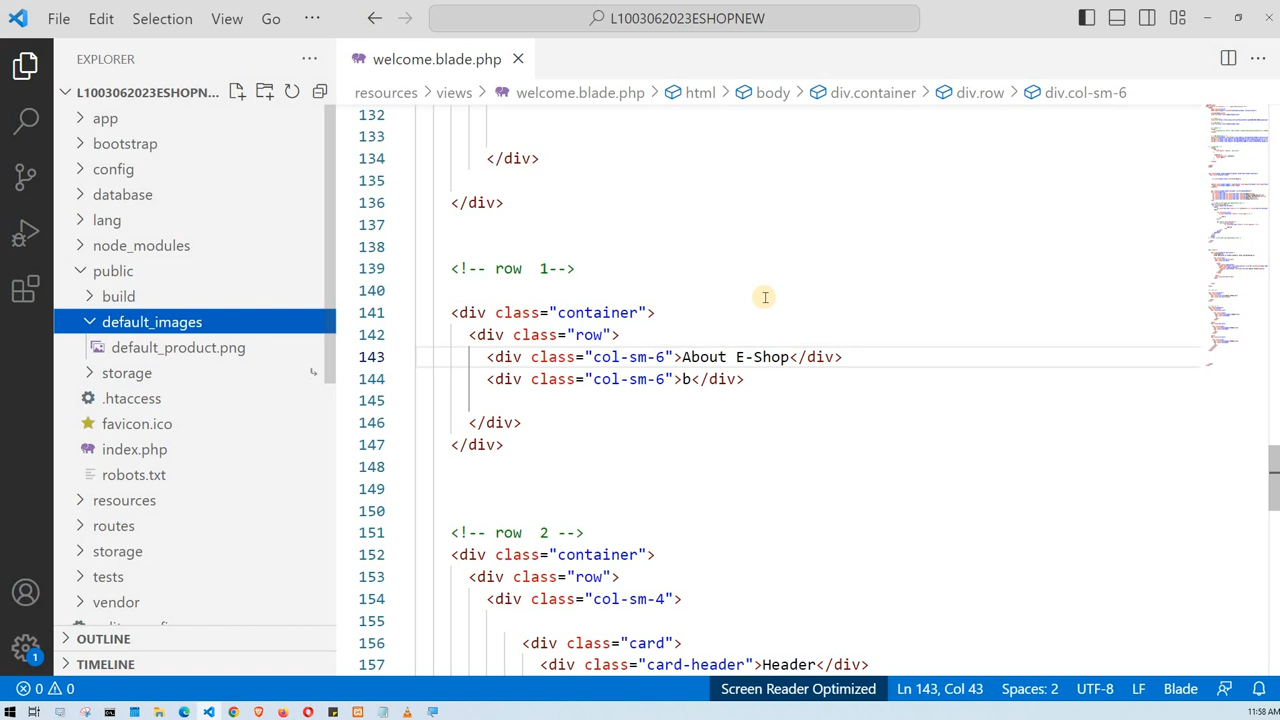 File Edit Selection View Go ···
L1003062023ESHOPNEW
EXPLORER
L1003062023ESHOPN...
app
bootstrap
config
database
lang
node_modules
public
build
default_images
default_product.png
storage
.htaccess
favicon.ico
index.php
robots.txt
resources
routes
storage
tests
vendor
OUTLINE
TIMELINE
welcome.blade.php
resources > views > welcome.blade.php > html > body > div.container > div.row > div.col-sm-6
132
133
134 </div>
135
136 </div>
137
138
139 <!-- row  1-->
140
141 <div class="container">
142 <div class="row">
143 <div class="col-sm-6">About E-Shop</div>
144 <div class="col-sm-6">b</div>
145
146 </div>
147 </div>
148
149
150
151 <!-- row  2 -->
152 <div class="container">
153 <div class="row">
154 <div class="col-sm-4">
155
156 <div class="card">
157 <div class="card-header">Header</div>
1
0 0 Screen Reader Optimized Ln 143, Col 43 Spaces: 2 UTF-8 LF Blade
11:58 AM